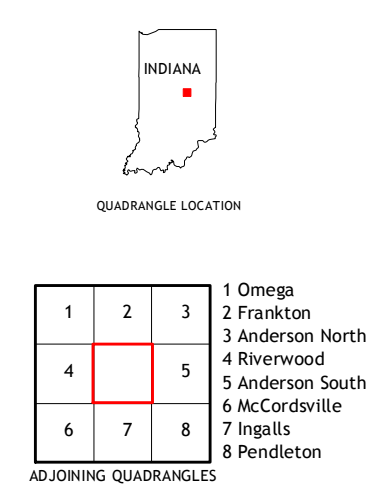 INDIANA
QUADRANGLE LOCATION
1 2 3
4 5
6 7 8
1 Omega
2 Frankton
3 Anderson North
4 Riverwood
5 Anderson South
6 McCordsville
7 Ingalls
8 Pendleton
ADJOINING QUADRANGLES